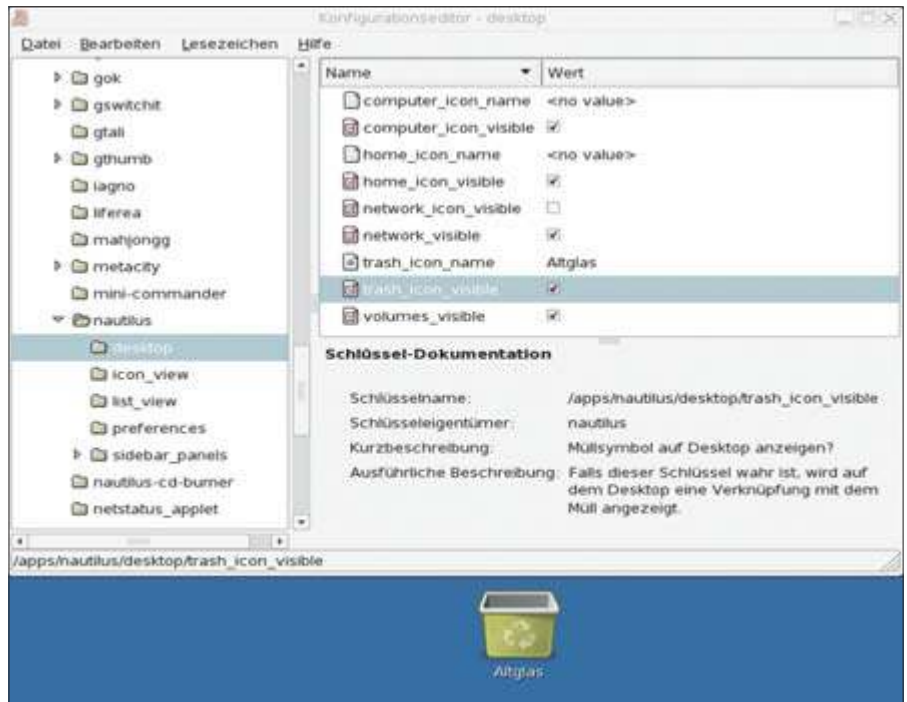 Konfigurationseditor - desktop
Datei Bearbeiten Lesezeichen Hilfe
gok
gswitchit
gtali
gthumb
iagno
liferea
mahjongg
metacity
mini-commander
nautilus
desktop
icon_view
list_view
preferences
sidebar_panels
nautilus-cd-burner
netstatus_applet
Name Wert
computer_icon_name <no value>
computer_icon_visible
home_icon_name <no value>
home_icon_visible
network_icon_visible
network_visible
trash_icon_name Altglas
trash_icon_visible
volumes_visible
Schlüssel-Dokumentation
Schlüsselname: /apps/nautilus/desktop/trash_icon_visible
Schlüsseleigentümer: nautilus
Kurzbeschreibung: Müllsymbol auf Desktop anzeigen?
Ausführliche Beschreibung: Falls dieser Schlüssel wahr ist, wird auf
dem Desktop eine Verknüpfung mit dem
Müll angezeigt.
/apps/nautilus/desktop/trash_icon_visible
Altglas